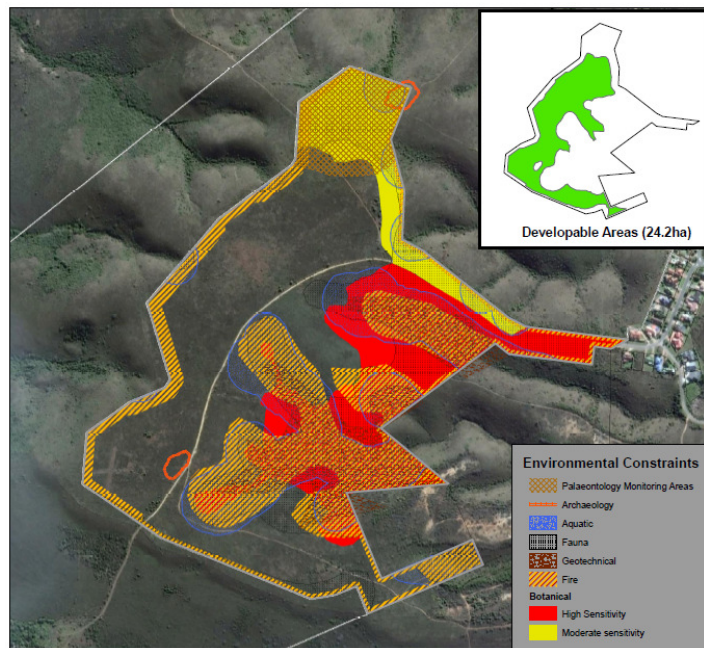 Developable Areas (24.2ha)
Environmental Constraints
Palaeontology Monitoring Areas
Archaeology
Aquatic
Fauna
Geotechnical
Fire
Botanical
High Sensitivity
Moderate sensitivity